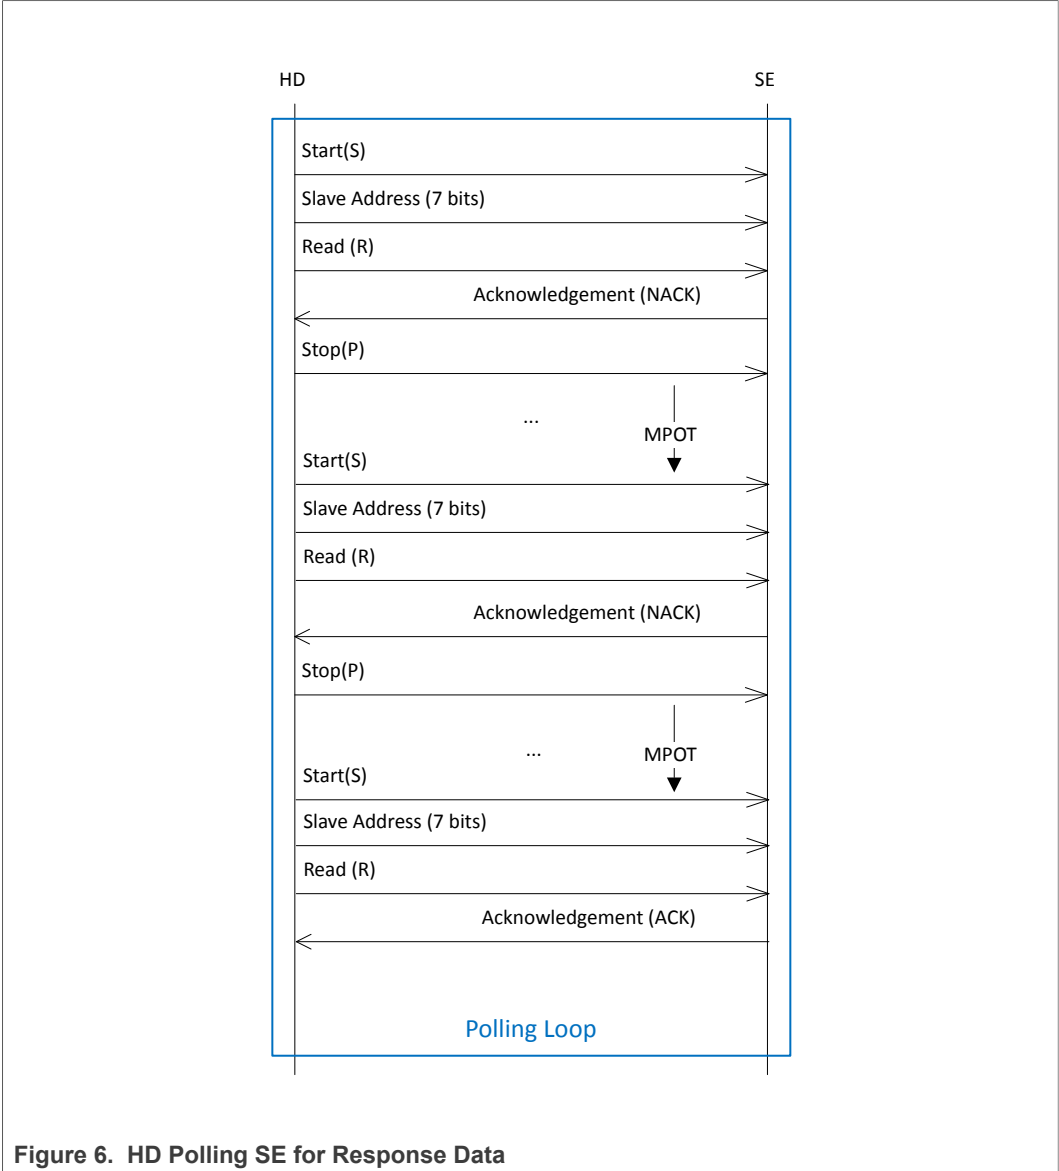 HD SE
Start(S)
Slave Address (7 bits)
Read (R)
Acknowledgement (NACK)
Stop(P)
...
MPOT
Start(S)
Slave Address (7 bits)
Read (R)
Acknowledgement (NACK)
Stop(P)
...
MPOT
Start(S)
Slave Address (7 bits)
Read (R)
Acknowledgement (ACK)
Polling Loop
Figure 6. HD Polling SE for Response Data